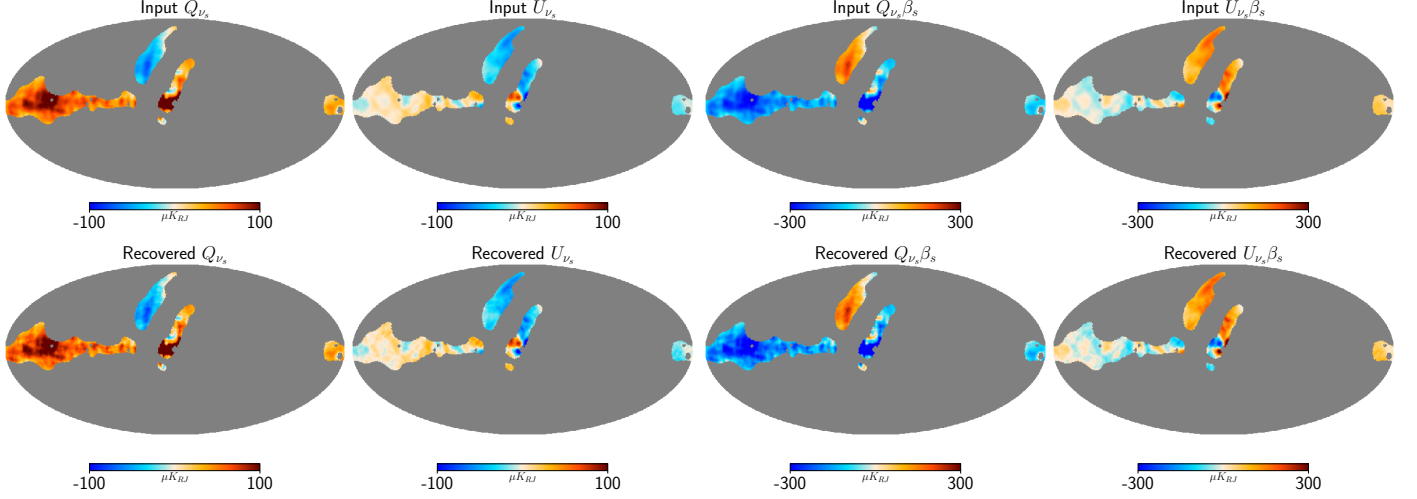 Input $Q_{\nu_s}$ Input $U_{\nu_s}$ Input $Q_{\nu_s}\beta_s$ Input $U_{\nu_s}\beta_s$
-100 $\mu K_{RJ}$ 100 -100 $\mu K_{RJ}$ 100 -300 $\mu K_{RJ}$ 300 -300 $\mu K_{RJ}$ 300
Recovered $Q_{\nu_s}$ Recovered $U_{\nu_s}$ Recovered $Q_{\nu_s}\beta_s$ Recovered $U_{\nu_s}\beta_s$
-100 $\mu K_{RJ}$ 100 -100 $\mu K_{RJ}$ 100 -300 $\mu K_{RJ}$ 300 -300 $\mu K_{RJ}$ 300